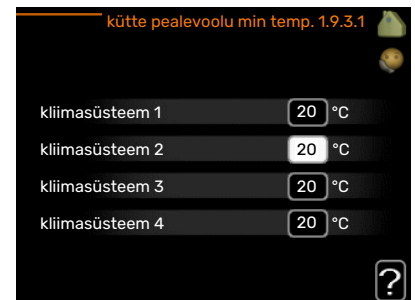 kütte pealevoolu min temp. 1.9.3.1
kliimasüsteem 1 20 °C
kliimasüsteem 2 20 °C
kliimasüsteem 3 20 °C
kliimasüsteem 4 20 °C
?